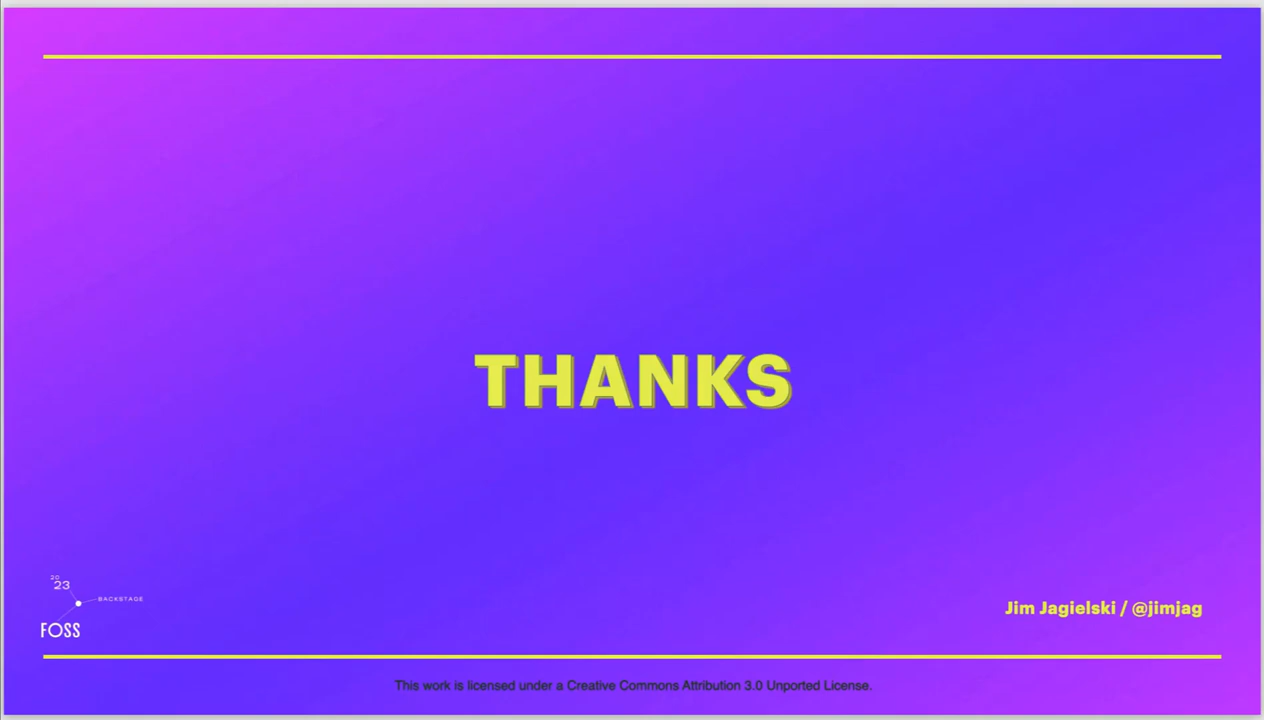 THANKS
20
23
BACKSTAGE
FOSS
Jim Jagielski / @jimjag
This work is licensed under a Creative Commons Attribution 3.0 Unported License.